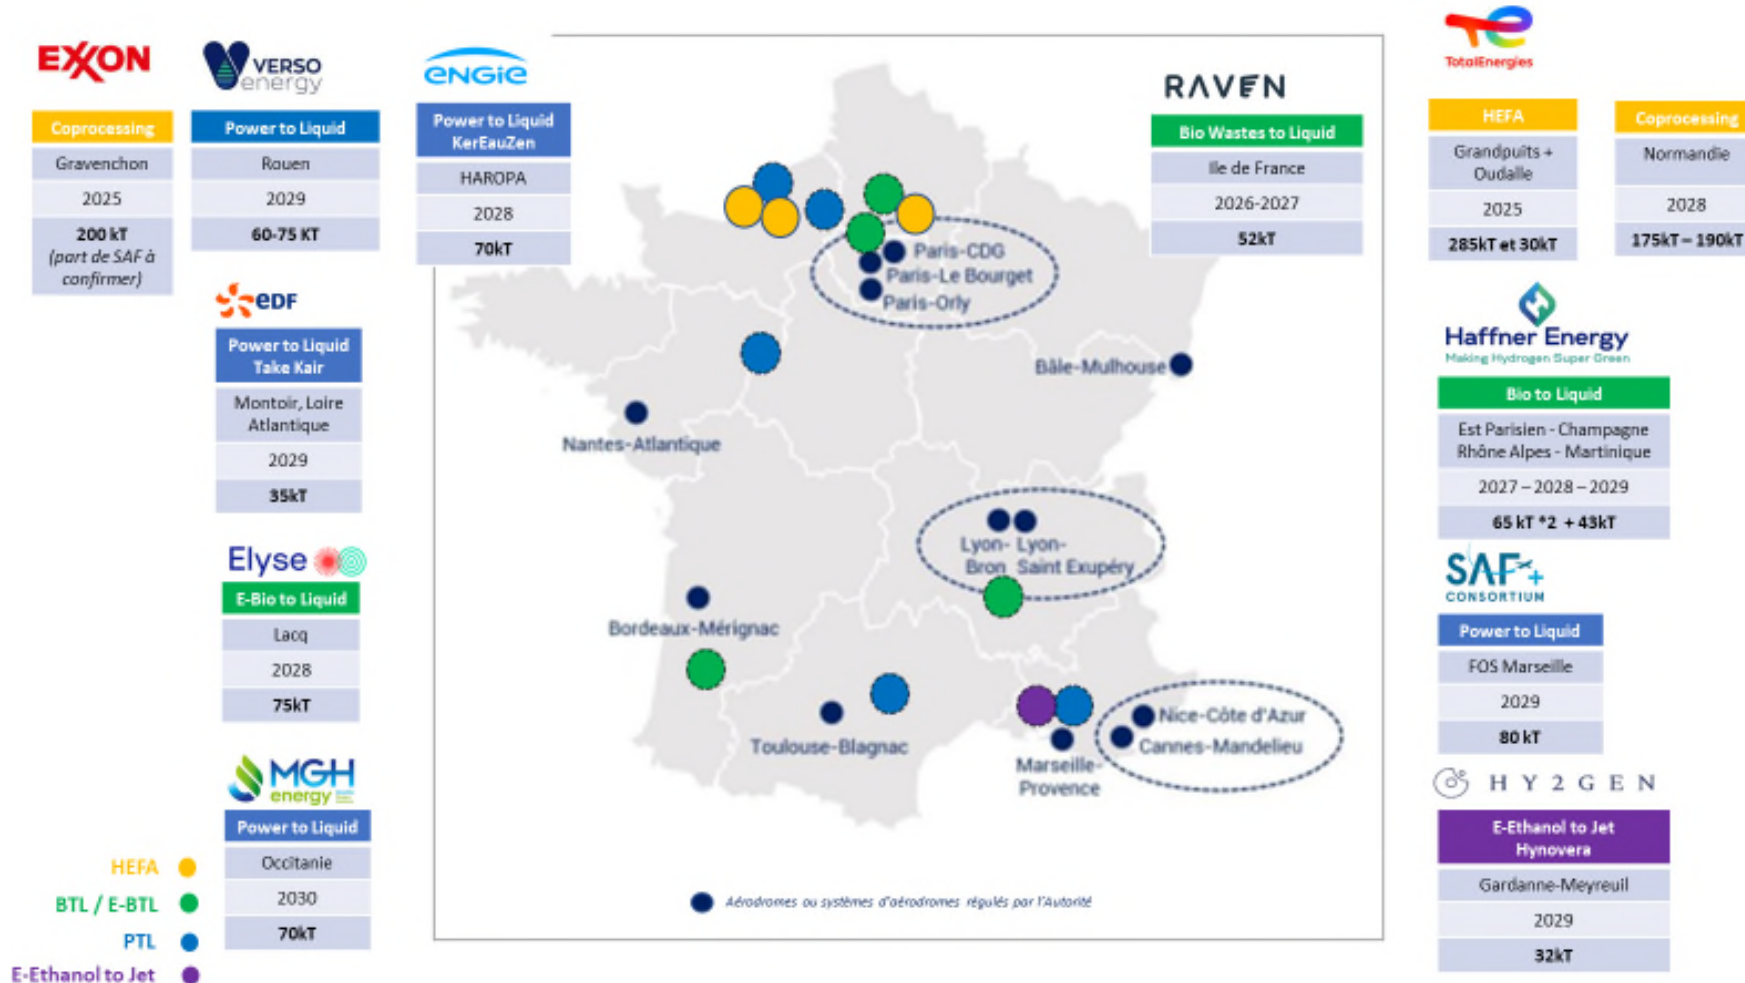 EXXON
Coprocessing
Gravenchon
2025
200 kT
(part de SAF à
confirmer)
VERSO
energy
Power to Liquid
Rouen
2029
60-75 KT
ENGIE
Power to Liquid
KerEauZen
HAROPA
2028
70kT
eDF
Power to Liquid
Take Kair
Montoir, Loire
Atlantique
2029
35kT
Elyse
E-Bio to Liquid
Lacq
2028
75kT
MGH
energy
Power to Liquid
Occitanie
2030
70kT
HEFA
BTL / E-BTL
PTL
E-Ethanol to Jet
Paris-CDG
Paris-Le Bourget
Paris-Orly
Bâle-Mulhouse
Nantes-Atlantique
Lyon-
Bron
Lyon-
Saint Exupéry
Bordeaux-Mérignac
Toulouse-Blagnac
Marseille-
Provence
Nice-Côte d'Azur
Cannes-Mandelieu
Aérodromes ou systèmes d'aérodromes régulés par l'Autorité
RAVEN
Bio Wastes to Liquid
Ile de France
2026-2027
52kT
TotalEnergies
HEFA
Grandpuits +
Oudalle
2025
285kT et 30kT
Coprocessing
Normandie
2028
175kT – 190kT
Haffner Energy
Making Hydrogen Super Green
Bio to Liquid
Est Parisien - Champagne
Rhône Alpes - Martinique
2027 – 2028 – 2029
65 kT *2 + 43kT
SAF+
CONSORTIUM
Power to Liquid
FOS Marseille
2029
80 kT
HY2GEN
E-Ethanol to Jet
Hynovera
Gardanne-Meyreuil
2029
32kT